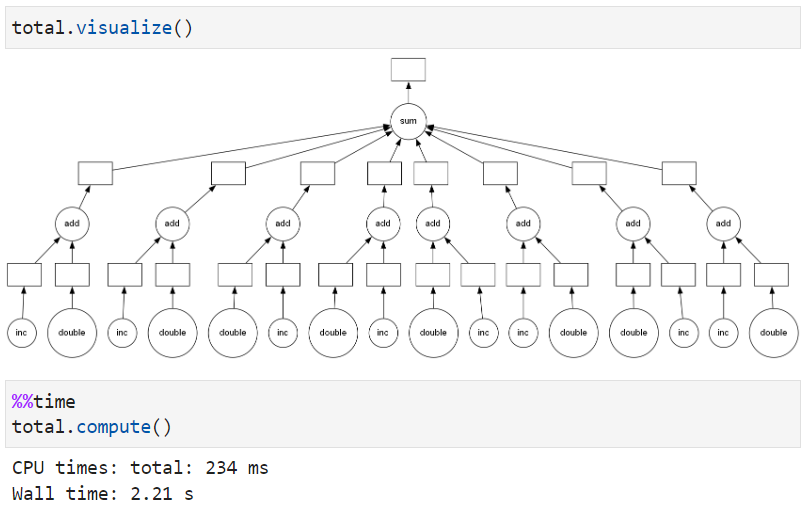 total.visualize()
sum
add add add add add add add add
inc double inc double double inc double inc double inc inc double double inc inc double
%%time
total.compute()
CPU times: total: 234 ms
Wall time: 2.21 s